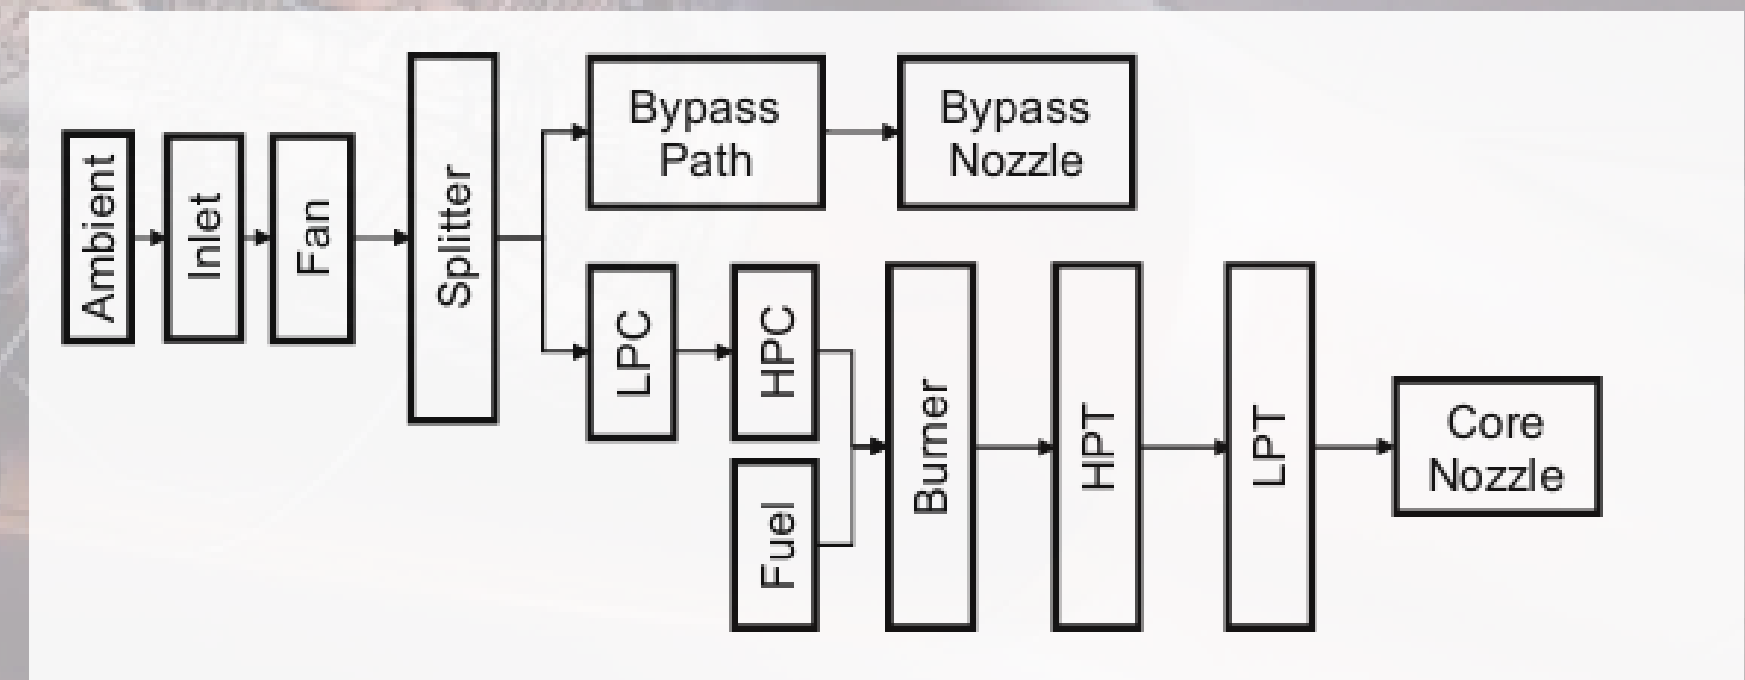 Ambient
Inlet
Fan
Splitter
Bypass
Path
Bypass
Nozzle
LPC
HPC
Fuel
Burner
HPT
LPT
Core
Nozzle